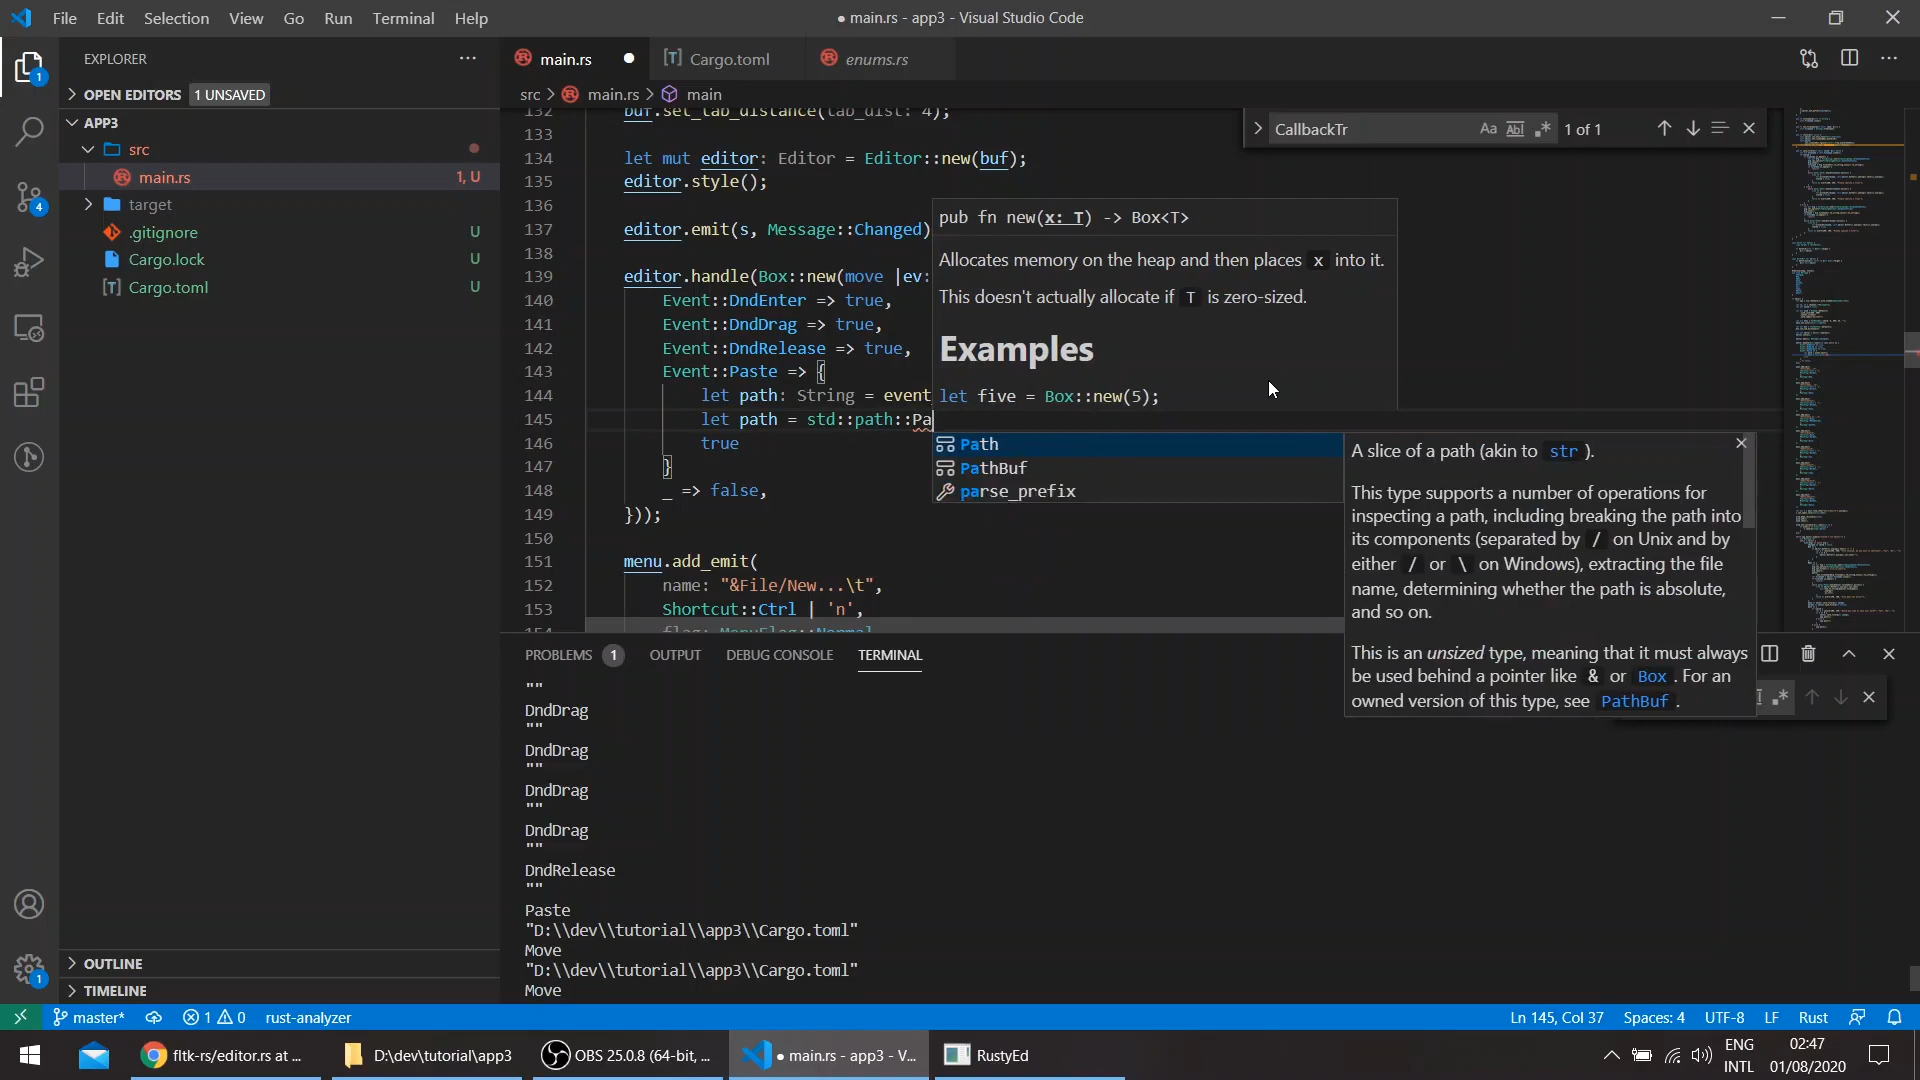 File Edit Selection View Go Run Terminal Help
● main.rs - app3 - Visual Studio Code
EXPLORER
main.rs
Cargo.toml
enums.rs
OPEN EDITORS 1 UNSAVED
src > main.rs > main
APP3
src
main.rs 1, U
target
.gitignore U
Cargo.lock U
Cargo.toml U
CallbackTr
Aa Abl .* 1 of 1
132 buf.set_tab_distance(tab_dist: 4);
133
134 let mut editor: Editor = Editor::new(buf);
135 editor.style();
136
137 editor.emit(s, Message::Changed)
138
139 editor.handle(Box::new(move |ev:
140 Event::DndEnter => true,
141 Event::DndDrag => true,
142 Event::DndRelease => true,
143 Event::Paste => {
144 let path: String = event
145 let path = std::path::Pa
146 true
147 }
148 _ => false,
149 }));
150
151 menu.add_emit(
152 name: "&File/New...\t",
153 Shortcut::Ctrl | 'n',
154 flag: MenuFlag::Normal
pub fn new(x: T) -> Box<T>
Allocates memory on the heap and then places x into it.
This doesn't actually allocate if T is zero-sized.
Examples
let five = Box::new(5);
Path
PathBuf
parse_prefix
A slice of a path (akin to str ).
This type supports a number of operations for
inspecting a path, including breaking the path into
its components (separated by / on Unix and by
either / or \ on Windows), extracting the file
name, determining whether the path is absolute,
and so on.
This is an unsized type, meaning that it must always
be used behind a pointer like & or Box . For an
owned version of this type, see PathBuf .
PROBLEMS 1 OUTPUT DEBUG CONSOLE TERMINAL
""
DndDrag
""
DndDrag
""
DndDrag
""
DndDrag
""
DndRelease
""
Paste
"D:\\dev\\tutorial\\app3\\Cargo.toml"
Move
"D:\\dev\\tutorial\\app3\\Cargo.toml"
Move
OUTLINE
TIMELINE
1
4
1
master* 1 0 rust-analyzer
Ln 145, Col 37 Spaces: 4 UTF-8 LF Rust
fltk-rs/editor.rs at ...
D:\dev\tutorial\app3
OBS 25.0.8 (64-bit, ...
● main.rs - app3 - V...
RustyEd
ENG
INTL
02:47
01/08/2020